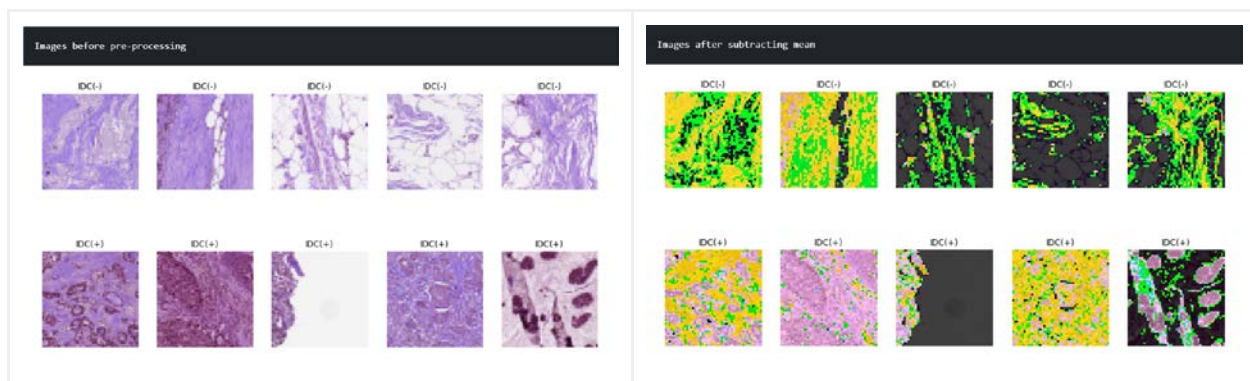 Images before pre-processing
IDC(-) IDC(-) IDC(-) IDC(-) IDC(-)
IDC(+) IDC(+) IDC(+) IDC(+) IDC(+)
Images after subtracting mean
IDC(-) IDC(-) IDC(-) IDC(-) IDC(-)
IDC(+) IDC(+) IDC(+) IDC(+) IDC(+)